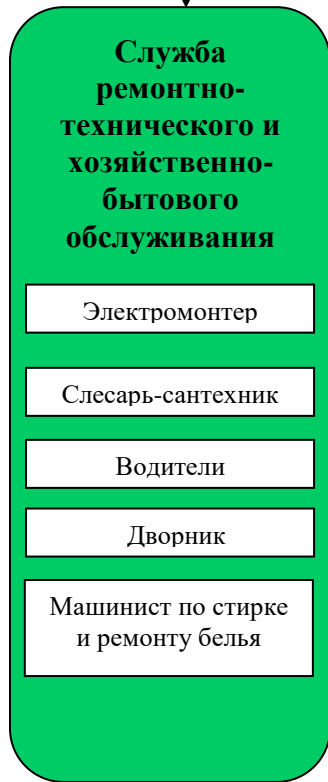 Служба
ремонтно-
технического и
хозяйственно-
бытового
обслуживания
Электромонтер
Слесарь-сантехник
Водители
Дворник
Машинист по стирке
и ремонту белья